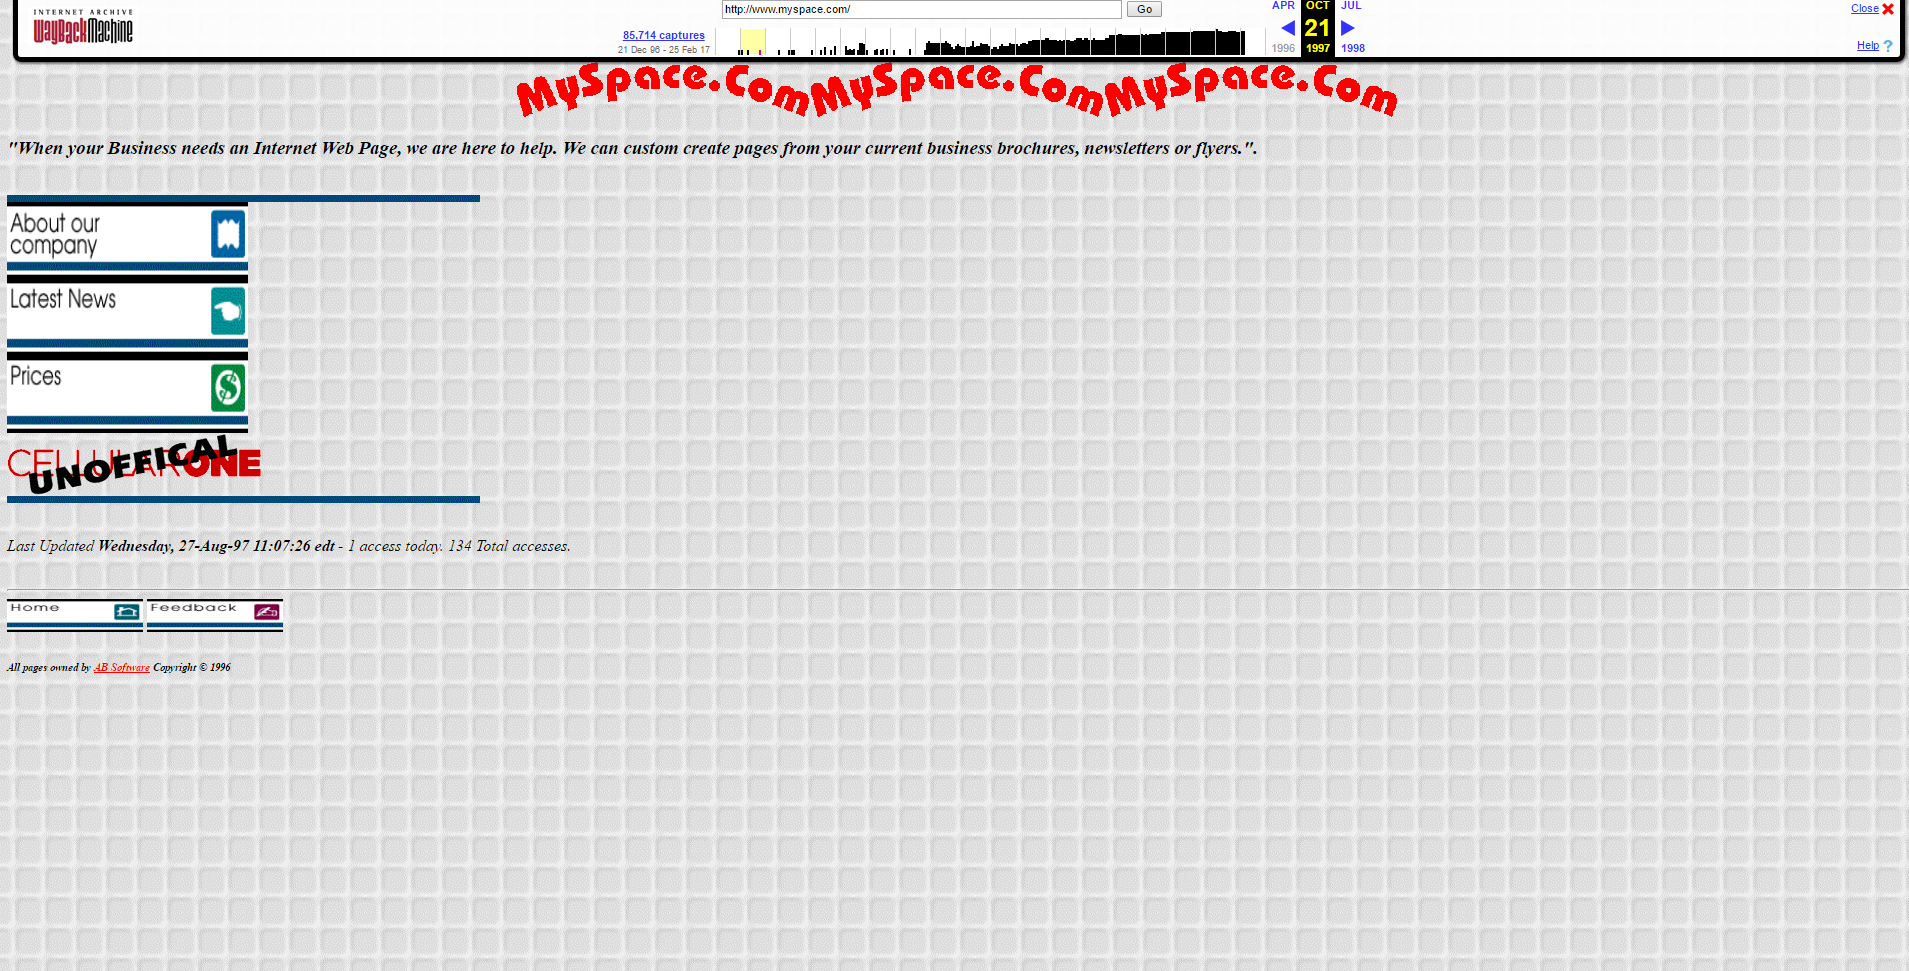 INTERNET ARCHIVE
WayBackMachine
http://www.myspace.com/
Go
85,714 captures
21 Dec 96 - 25 Feb 17
APR OCT JUL
21
1996 1997 1998
Close
Help ?
MySpace.ComMySpace.ComMySpace.Com
"When your Business needs an Internet Web Page, we are here to help. We can custom create pages from your current business brochures, newsletters or flyers.".
About our
company
Latest News
Prices
$
CELLULARONE
UNOFFICAL
Last Updated Wednesday, 27-Aug-97 11:07:26 edt - 1 access today. 134 Total accesses.
Home Feedback
All pages owned by AB Software Copyright © 1996